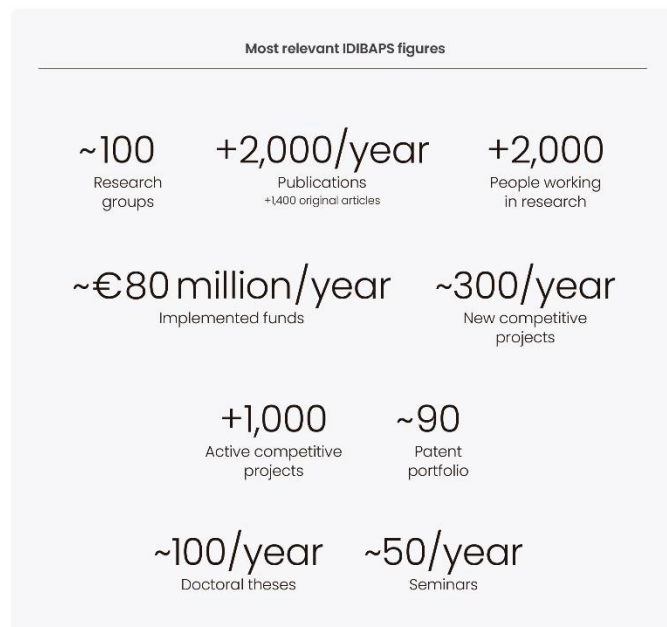 Most relevant IDIBAPS figures
~100
Research
groups
+2,000/year
Publications
+1,400 original articles
+2,000
People working
in research
~€80 million/year
Implemented funds
~300/year
New competitive
projects
+1,000
Active competitive
projects
~90
Patent
portfolio
~100/year
Doctoral theses
~50/year
Seminars